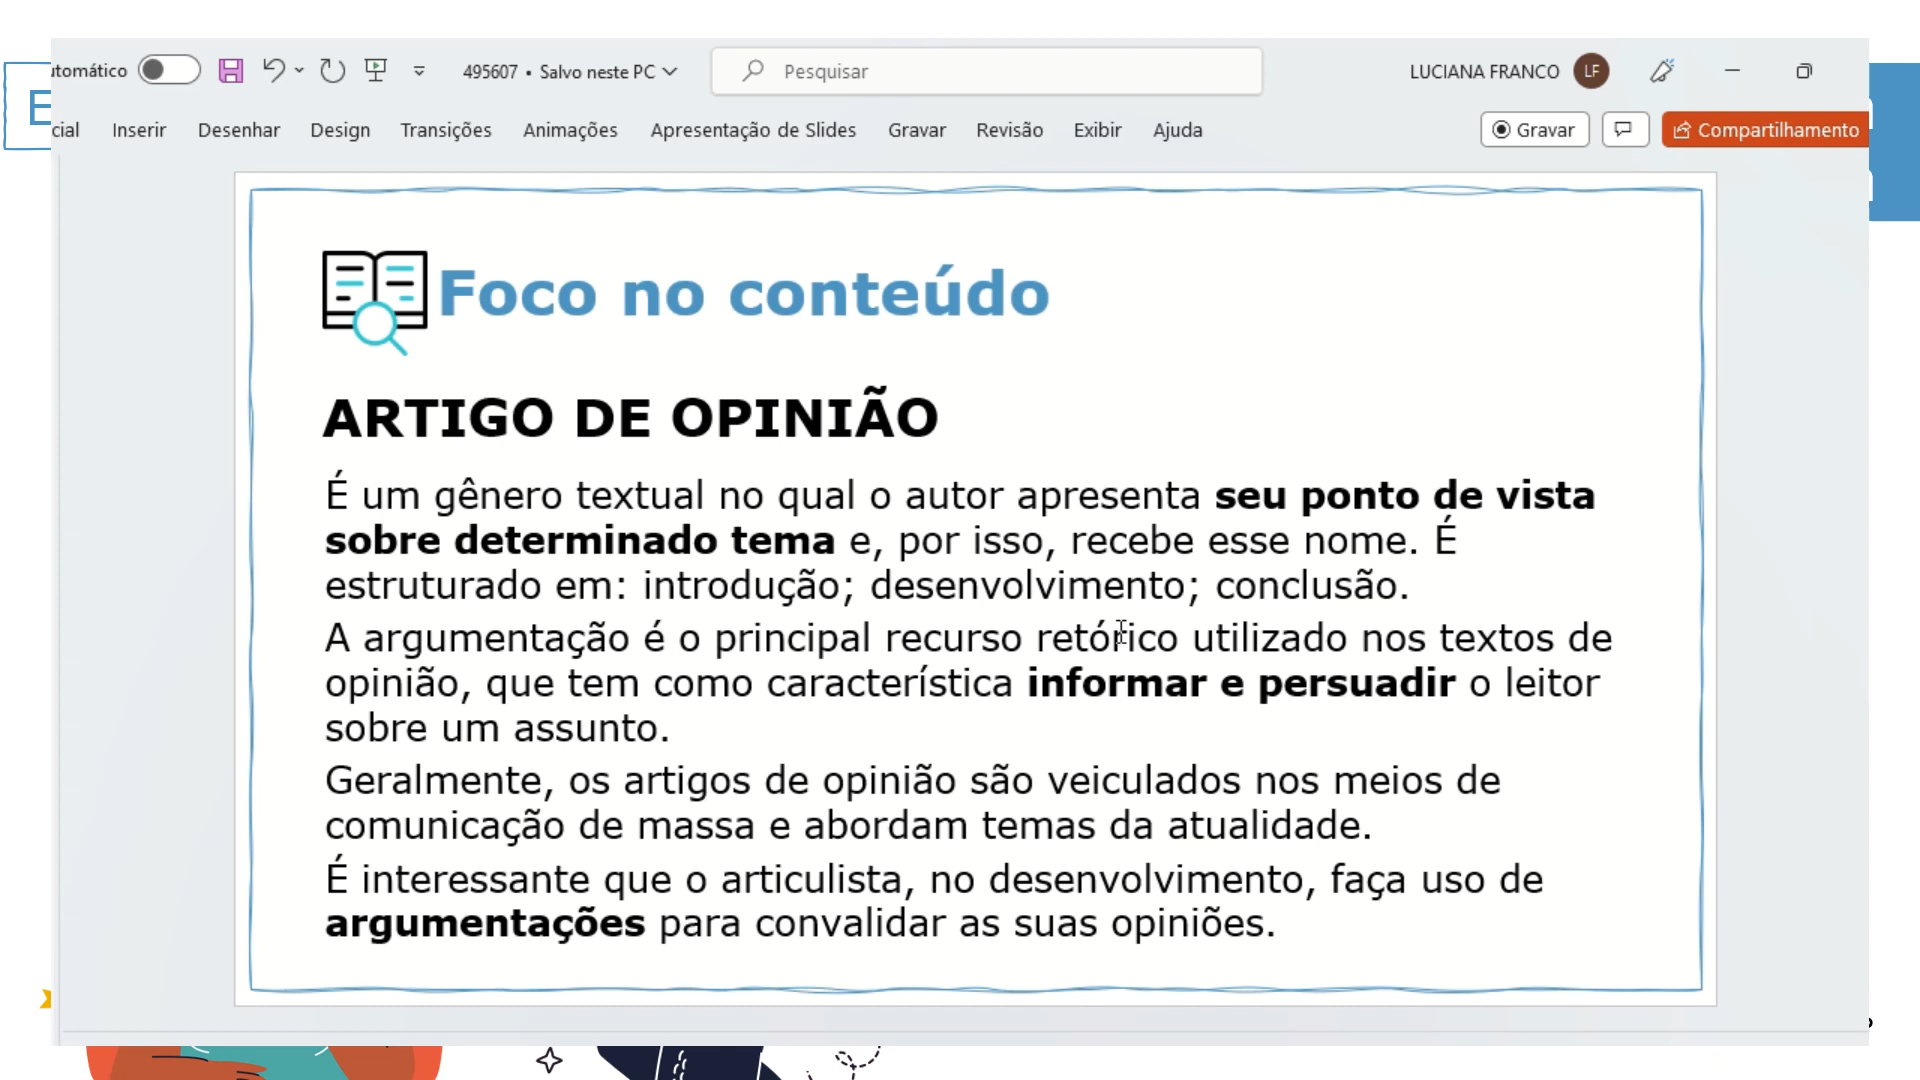 tomático
495607 • Salvo neste PC
Pesquisar
LUCIANA FRANCO
LF
cial
Inserir
Desenhar
Design
Transições
Animações
Apresentação de Slides
Gravar
Revisão
Exibir
Ajuda
Gravar
Compartilhamento
Foco no conteúdo
ARTIGO DE OPINIÃO
É um gênero textual no qual o autor apresenta seu ponto de vista
sobre determinado tema e, por isso, recebe esse nome. É
estruturado em: introdução; desenvolvimento; conclusão.
A argumentação é o principal recurso retórico utilizado nos textos de
opinião, que tem como característica informar e persuadir o leitor
sobre um assunto.
Geralmente, os artigos de opinião são veiculados nos meios de
comunicação de massa e abordam temas da atualidade.
É interessante que o articulista, no desenvolvimento, faça uso de
argumentações para convalidar as suas opiniões.